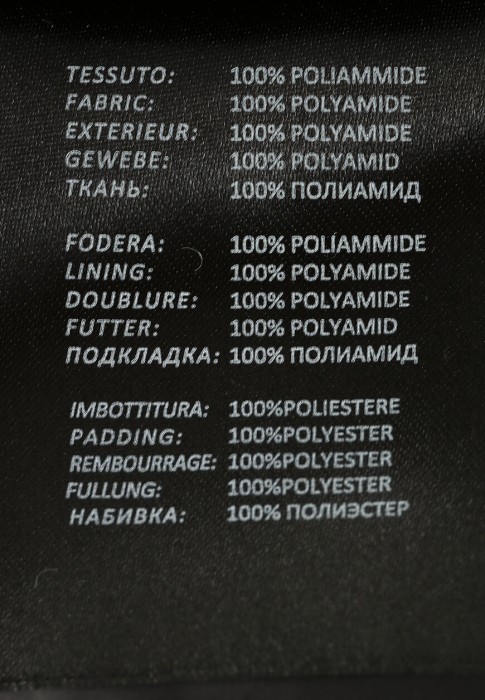 TESSUTO: 100% POLIAMMIDE
FABRIC: 100% POLYAMIDE
EXTERIEUR: 100% POLYAMIDE
GEWEBE: 100% POLYAMID
ТКАНЬ: 100% ПОЛИАМИД
FODERA: 100% POLIAMMIDE
LINING: 100% POLYAMIDE
DOUBLURE: 100% POLYAMIDE
FUTTER: 100% POLYAMID
ПОДКЛАДКА: 100% ПОЛИАМИД
IMBOTTITURA: 100%POLIESTERE
PADDING: 100%POLYESTER
REMBOURRAGE: 100%POLYESTER
FULLUNG: 100%POLYESTER
НАБИВКА: 100% ПОЛИЭСТЕР